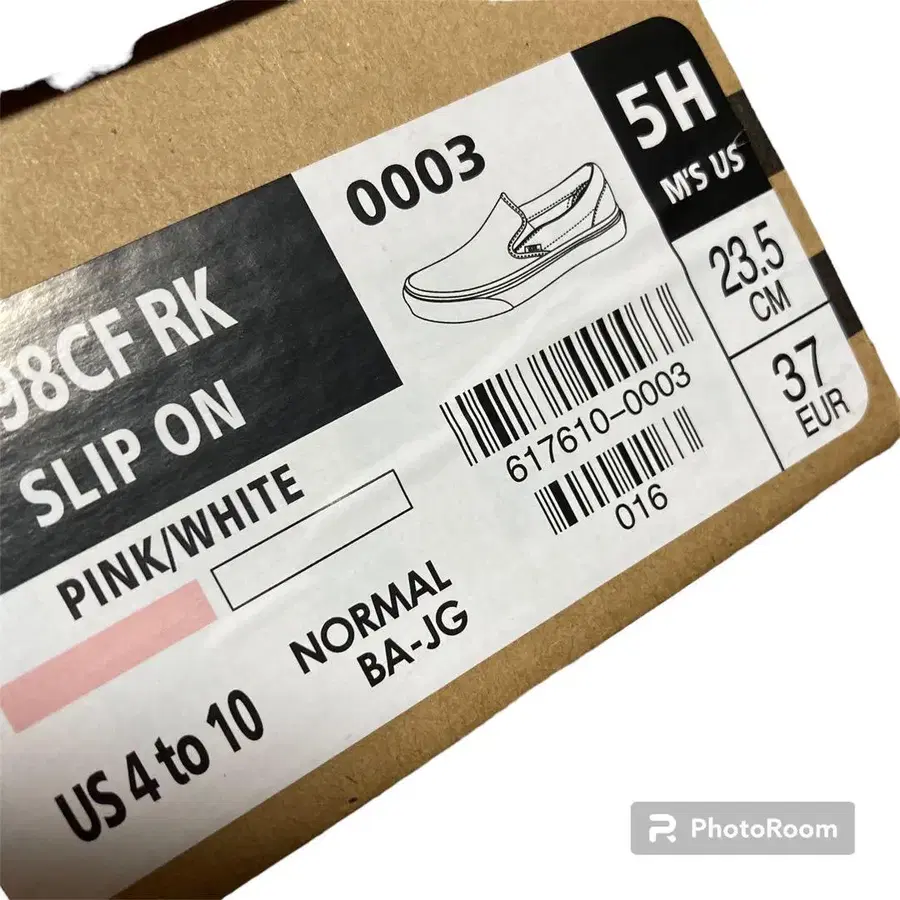 0003
5H
M'S US
23.5
CM
37
EUR
98CF RK
SLIP ON
617610-0003
016
PINK/WHITE
NORMAL
BA-JG
US 4 to 10
PhotoRoom